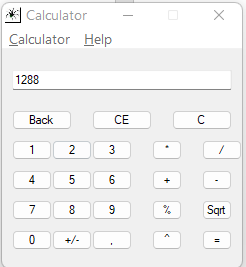 Calculator
Calculator Help
1288
Back CE C
1 2 3 * /
4 5 6 + -
7 8 9 % Sqrt
0 +/- , ^ =